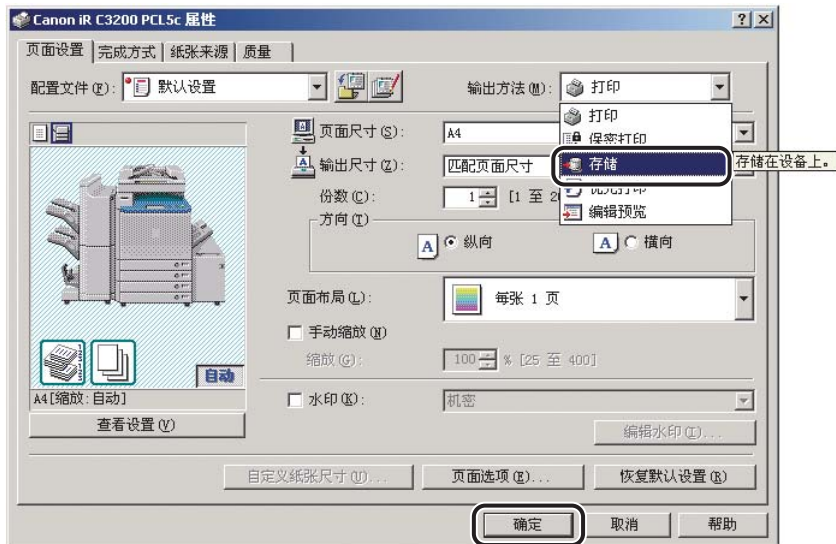 Canon iR C3200 PCL5c 属性
页面设置 完成方式 纸张来源 质量
配置文件(F): 默认设置 输出方法(M): 打印
打印
保密打印
存储
存储在设备上。
优先打印
编辑预览
页面尺寸(S): A4
输出尺寸(Z): 匹配页面尺寸
份数(C): 1 [1 至 2
方向(T)
A 纵向 A 横向
页面布局(L): 每张 1 页
手动缩放(N)
缩放(G): 100 % [25 至 400]
自动
A4[缩放:自动]
水印(K): 机密
查看设置(V)
编辑水印(I)...
自定义纸张尺寸(U)... 页面选项(E)... 恢复默认设置(R)
确定 取消 帮助